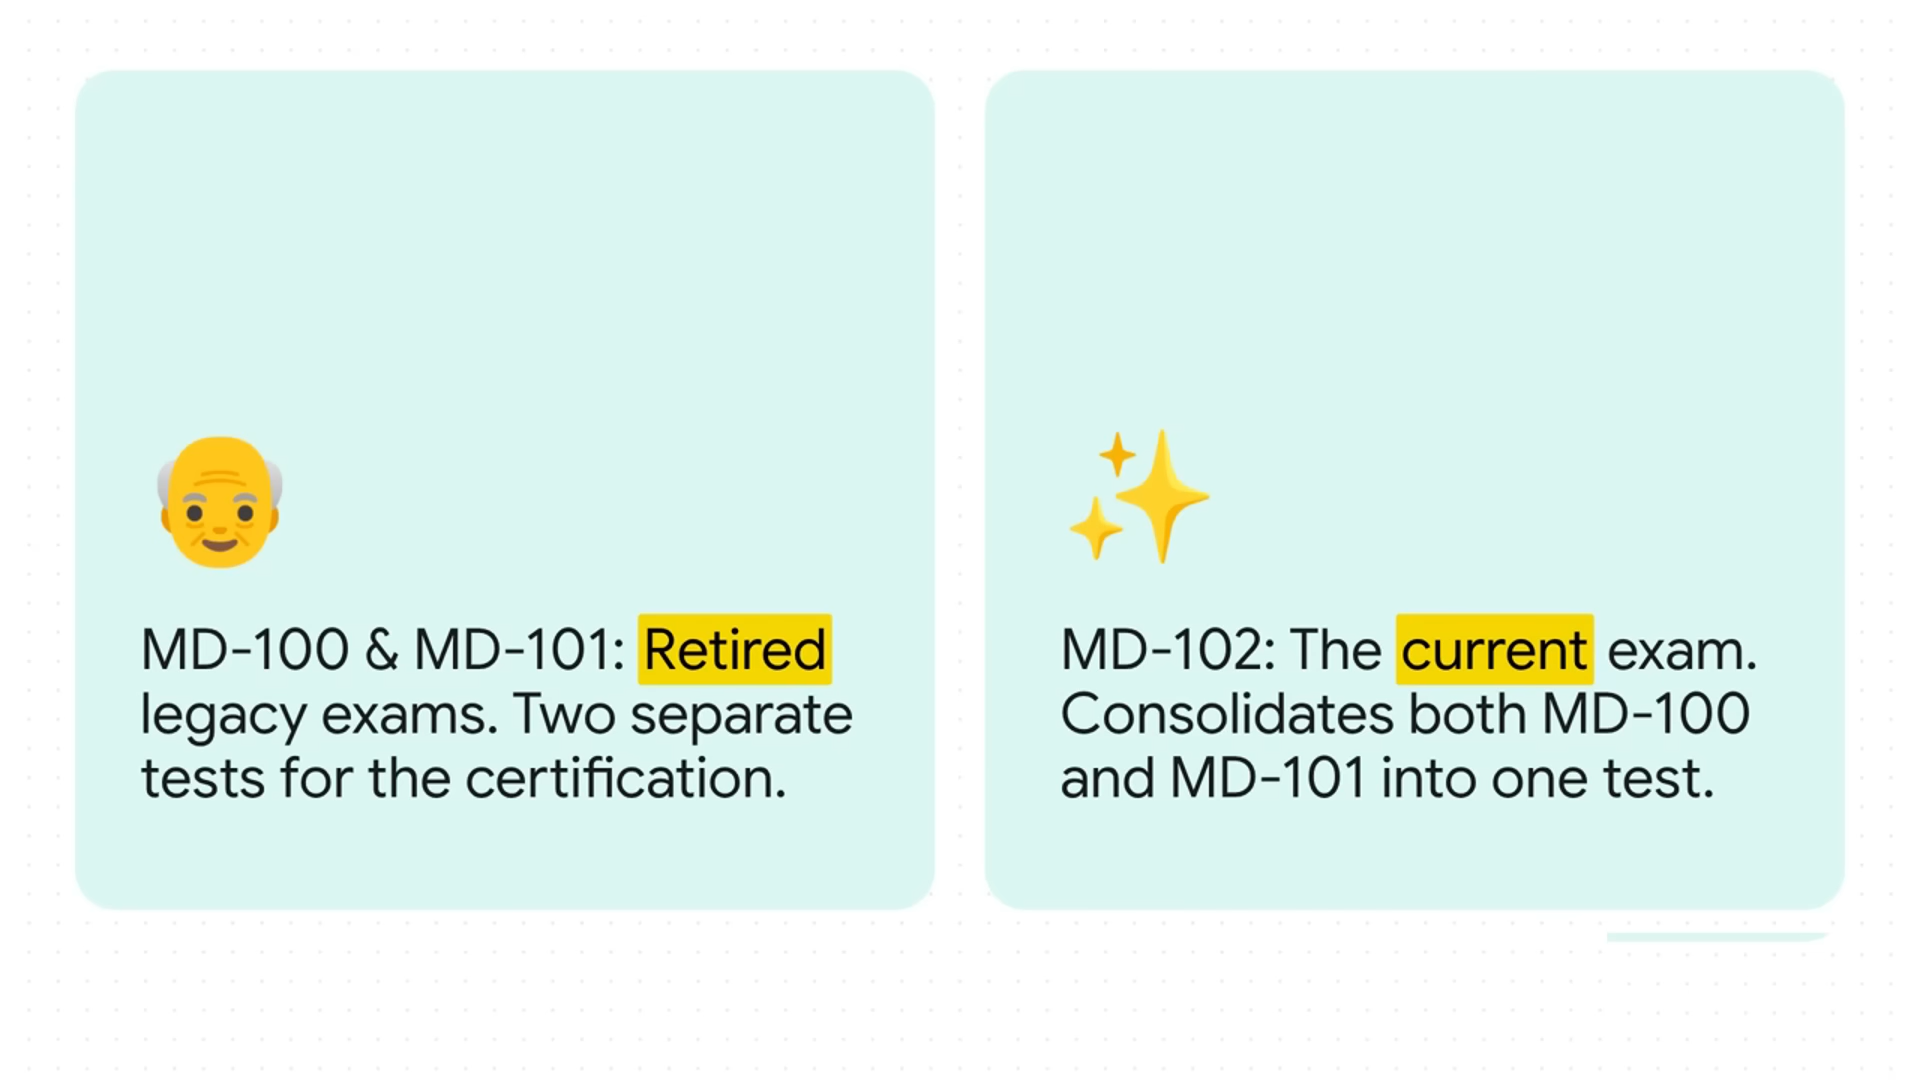 MD-100 & MD-101: Retired
legacy exams. Two separate
tests for the certification.
MD-102: The current exam.
Consolidates both MD-100
and MD-101 into one test.